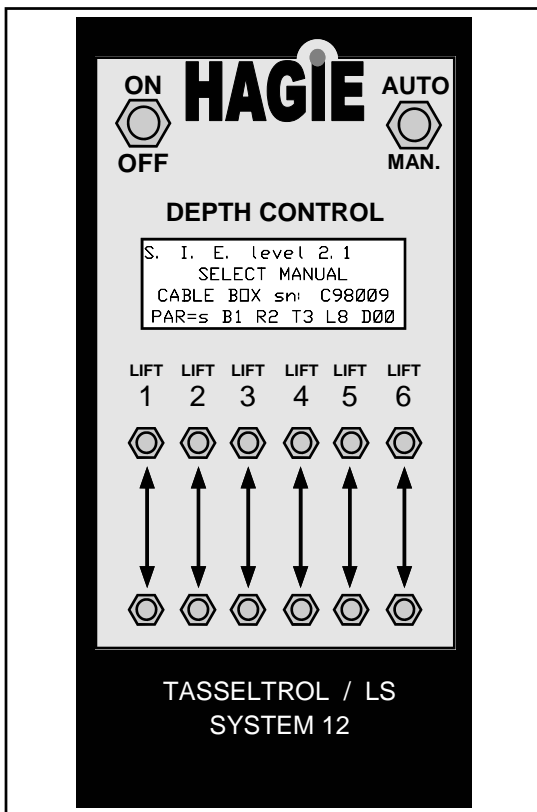 ON HAGIE AUTO
OFF MAN.
DEPTH CONTROL
S. I. E. level 2.1
SELECT MANUAL
CABLE BOX sn: C98009
PAR=s B1 R2 T3 L8 D00
LIFT LIFT LIFT LIFT LIFT LIFT
1 2 3 4 5 6
TASSELTROL / LS
SYSTEM 12